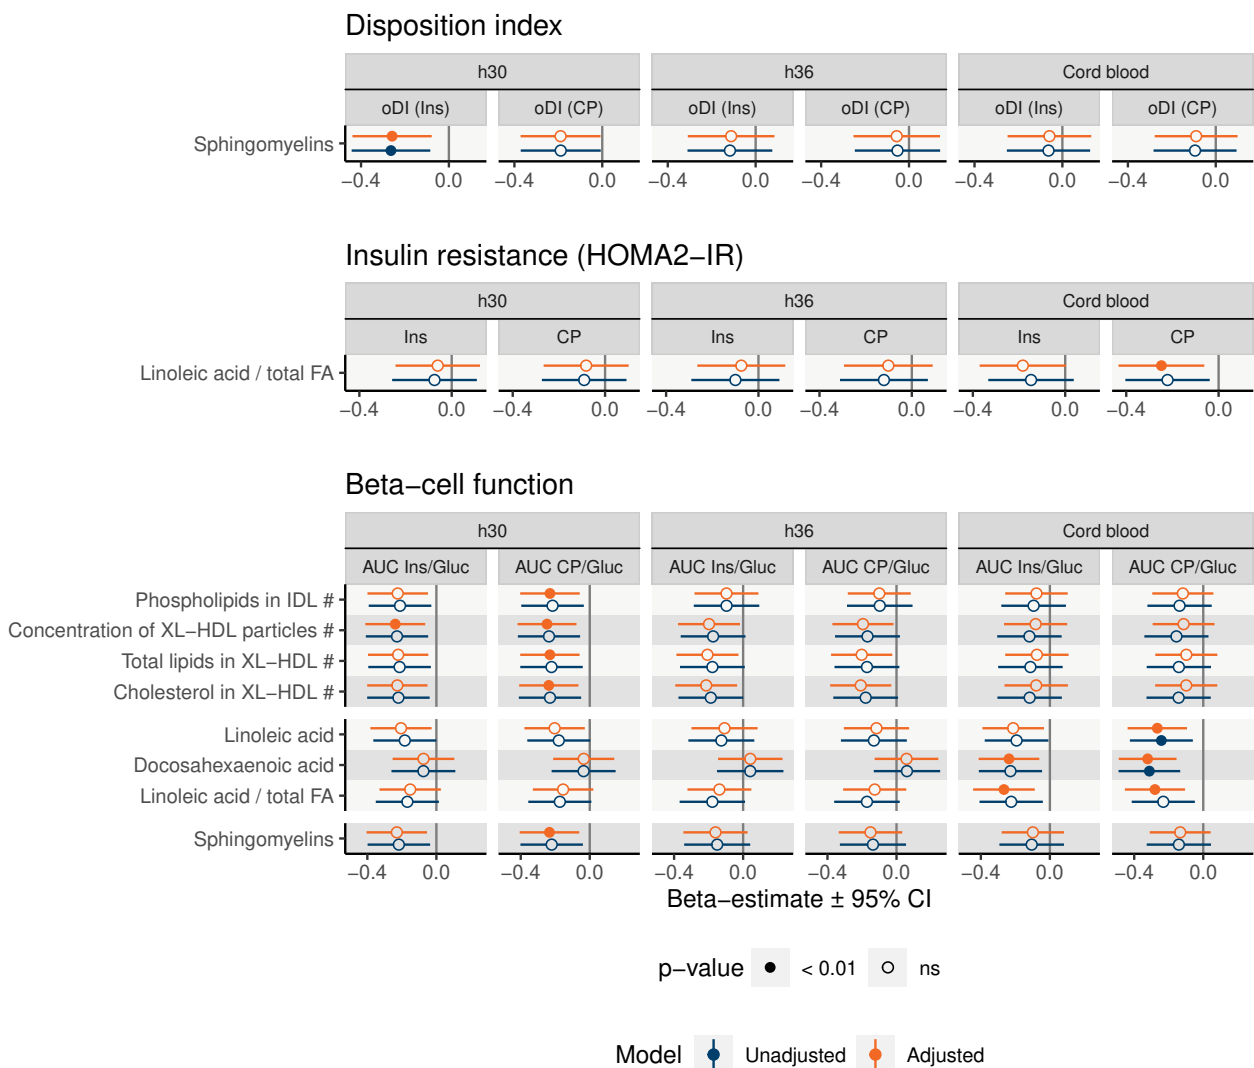 Disposition index
h30 h36 Cord blood
oDI (Ins) oDI (CP) oDI (Ins) oDI (CP) oDI (Ins) oDI (CP)
Sphingomyelins
−0.4 0.0 −0.4 0.0 −0.4 0.0 −0.4 0.0 −0.4 0.0 −0.4 0.0
Insulin resistance (HOMA2−IR)
h30 h36 Cord blood
Ins CP Ins CP Ins CP
Linoleic acid / total FA
−0.4 0.0 −0.4 0.0 −0.4 0.0 −0.4 0.0 −0.4 0.0 −0.4 0.0
Beta−cell function
h30 h36 Cord blood
AUC Ins/Gluc AUC CP/Gluc AUC Ins/Gluc AUC CP/Gluc AUC Ins/Gluc AUC CP/Gluc
Phospholipids in IDL #
Concentration of XL−HDL particles #
Total lipids in XL−HDL #
Cholesterol in XL−HDL #
Linoleic acid
Docosahexaenoic acid
Linoleic acid / total FA
Sphingomyelins
−0.4 0.0 −0.4 0.0 −0.4 0.0 −0.4 0.0 −0.4 0.0 −0.4 0.0
Beta−estimate ± 95% CI
p−value < 0.01 ns
Model Unadjusted Adjusted